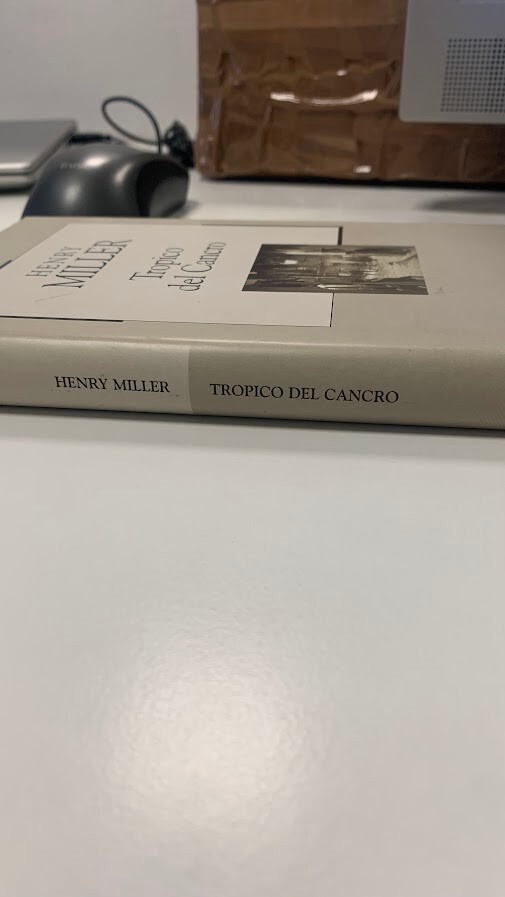 HENRY
MILLER
Tropico
del Cancro
HENRY MILLER TROPICO DEL CANCRO